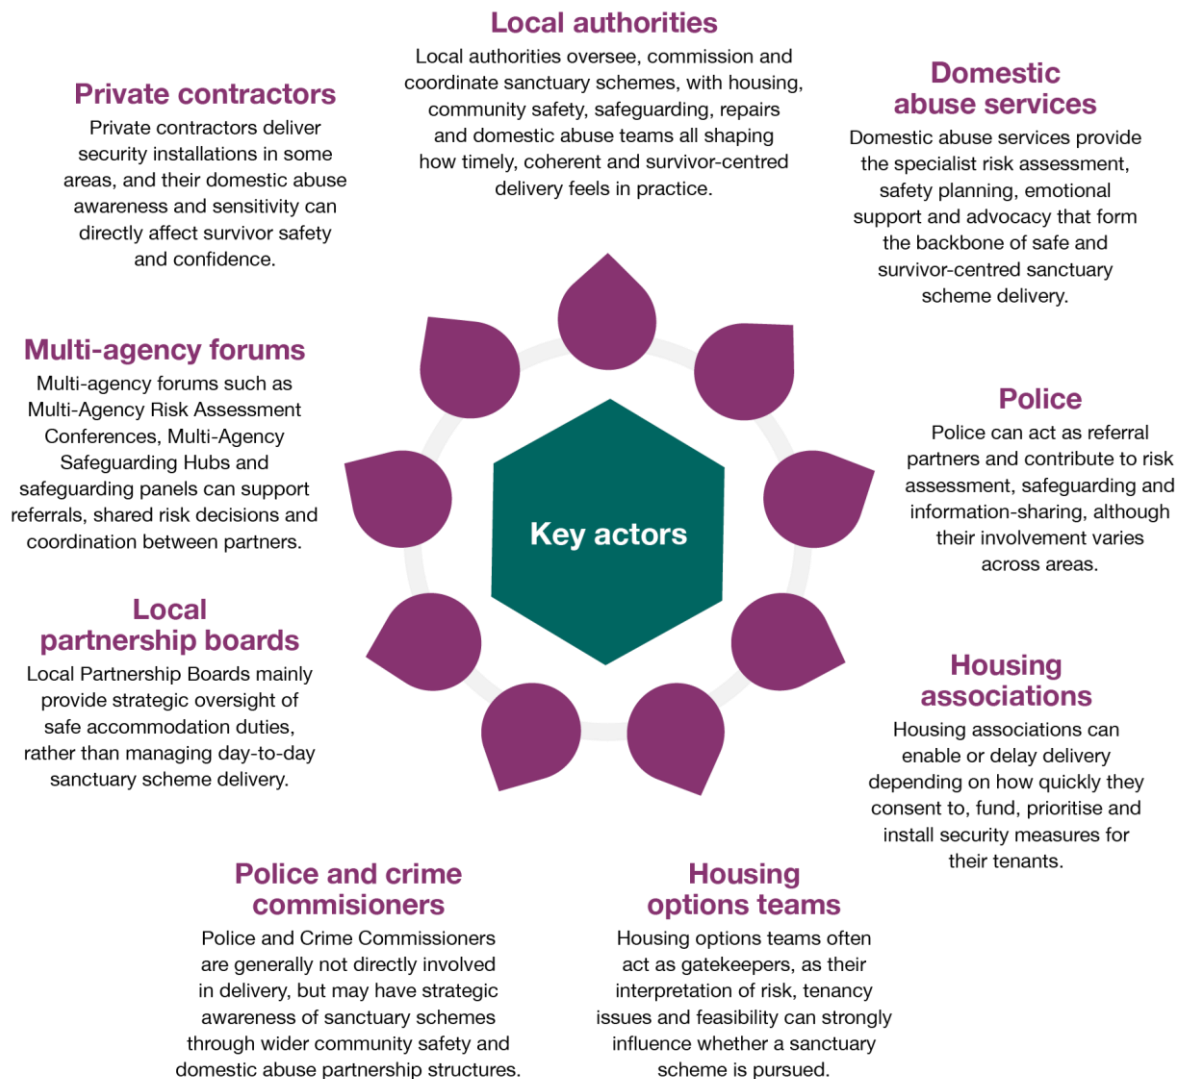 Local authorities
Local authorities oversee, commission and
coordinate sanctuary schemes, with housing,
community safety, safeguarding, repairs
and domestic abuse teams all shaping
how timely, coherent and survivor-centred
delivery feels in practice.
Domestic
abuse services
Domestic abuse services provide
the specialist risk assessment,
safety planning, emotional
support and advocacy that form
the backbone of safe and
survivor-centred sanctuary
scheme delivery.
Police
Police can act as referral
partners and contribute to risk
assessment, safeguarding and
information-sharing, although
their involvement varies
across areas.
Housing
associations
Housing associations can
enable or delay delivery
depending on how quickly they
consent to, fund, prioritise and
install security measures for
their tenants.
Housing
options teams
Housing options teams often
act as gatekeepers, as their
interpretation of risk, tenancy
issues and feasibility can strongly
influence whether a sanctuary
scheme is pursued.
Police and crime
commisioners
Police and Crime Commissioners
are generally not directly involved
in delivery, but may have strategic
awareness of sanctuary schemes
through wider community safety and
domestic abuse partnership structures.
Local
partnership boards
Local Partnership Boards mainly
provide strategic oversight of
safe accommodation duties,
rather than managing day-to-day
sanctuary scheme delivery.
Multi-agency forums
Multi-agency forums such as
Multi-Agency Risk Assessment
Conferences, Multi-Agency
Safeguarding Hubs and
safeguarding panels can support
referrals, shared risk decisions and
coordination between partners.
Private contractors
Private contractors deliver
security installations in some
areas, and their domestic abuse
awareness and sensitivity can
directly affect survivor safety
and confidence.
Key actors